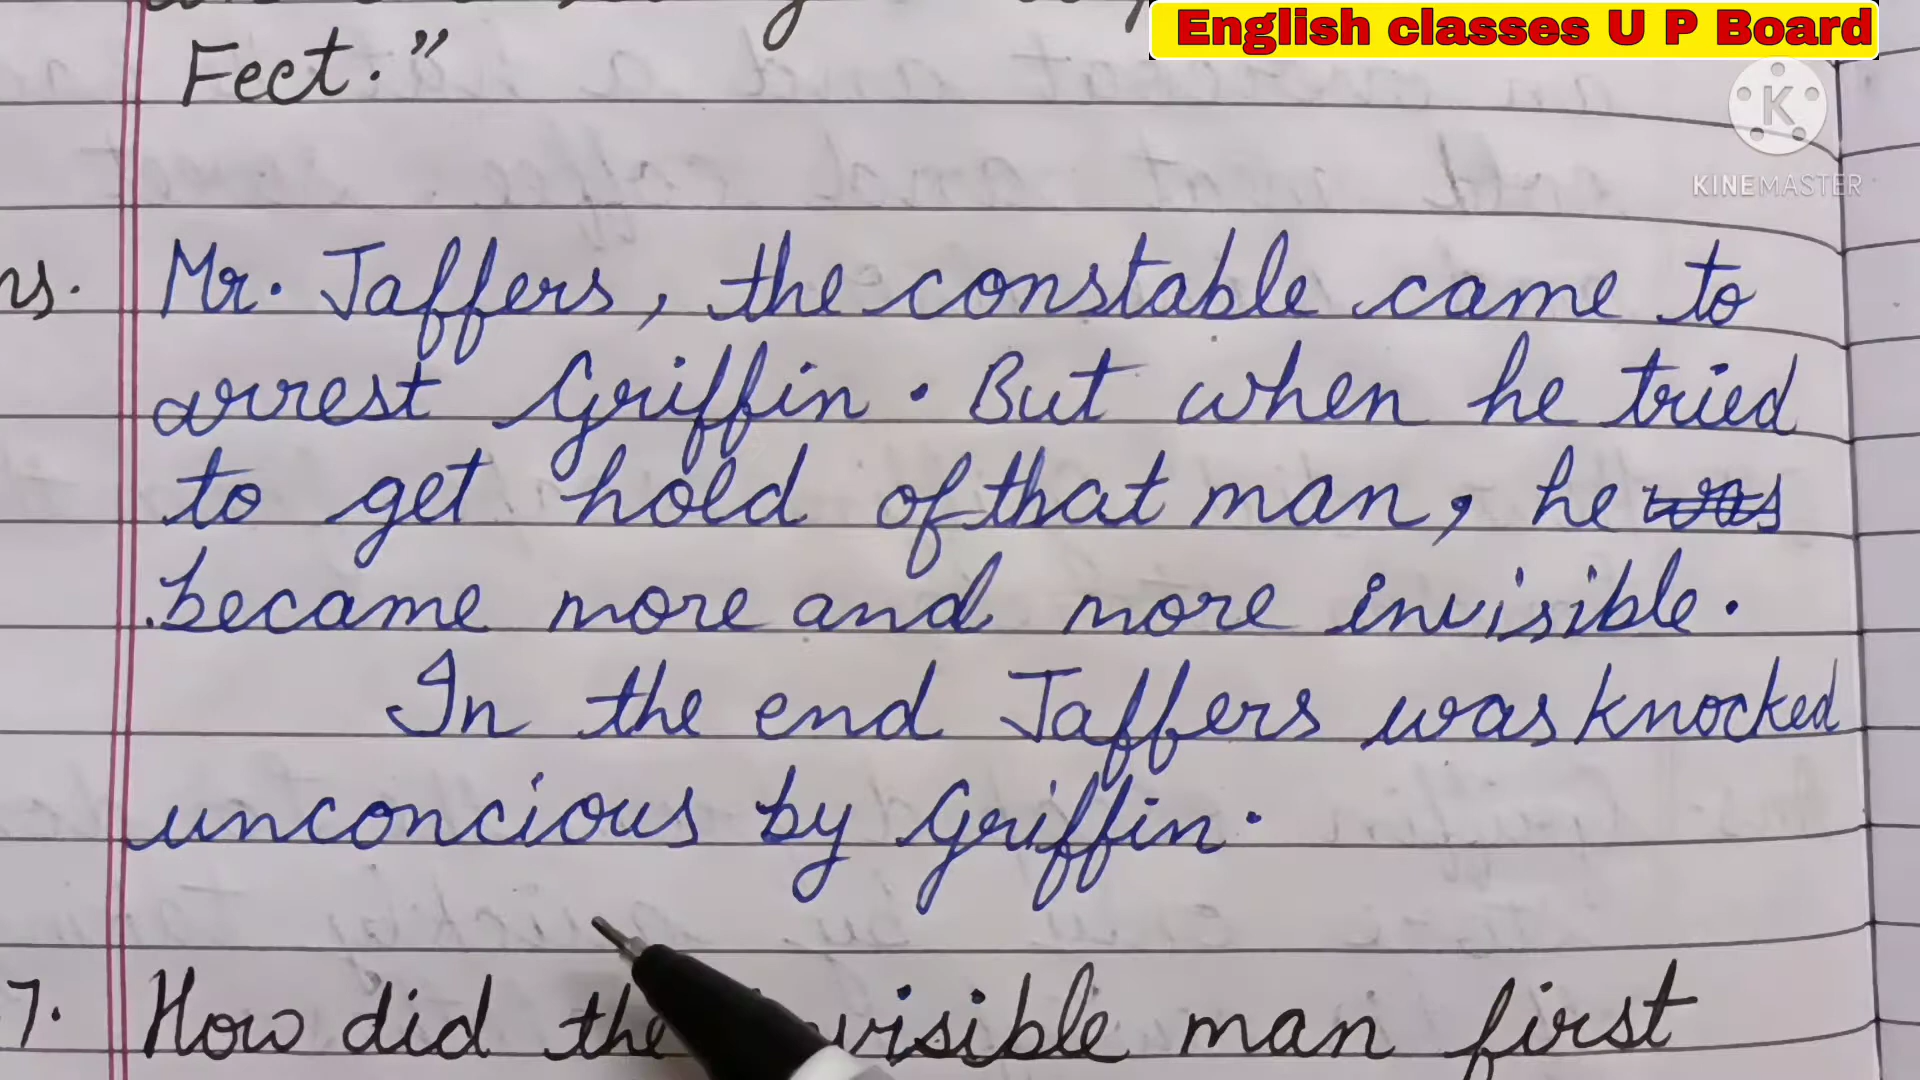 English classes U P Board
Fect."
KINEMASTER
ns. Mr. Jaffers, the constable came to
arrest Griffin. But when he tried
to get hold of that man, he was
became more and more invisible.
In the end Jaffers was knocked
unconcious by Griffin.
7. How did the visible man first